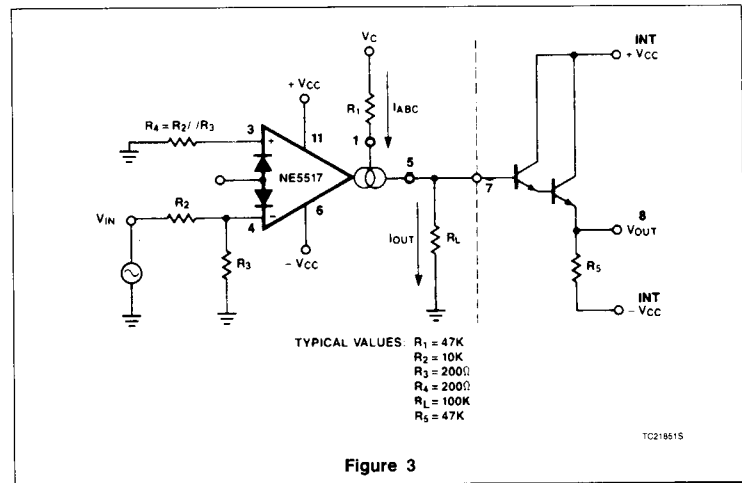 VC
INT
+ VCC
+ VCC
R1
IABC
R4 = R2/ /R3
3
+
11
1
NE5517
5
7
VIN
R2
4
−
6
8
VOUT
R3
− VCC
IOUT
RL
R5
INT
− VCC
TYPICAL VALUES: R1 = 47K
R2 = 10K
R3 = 200Ω
R4 = 200Ω
RL = 100K
R5 = 47K
TC21851S
Figure 3